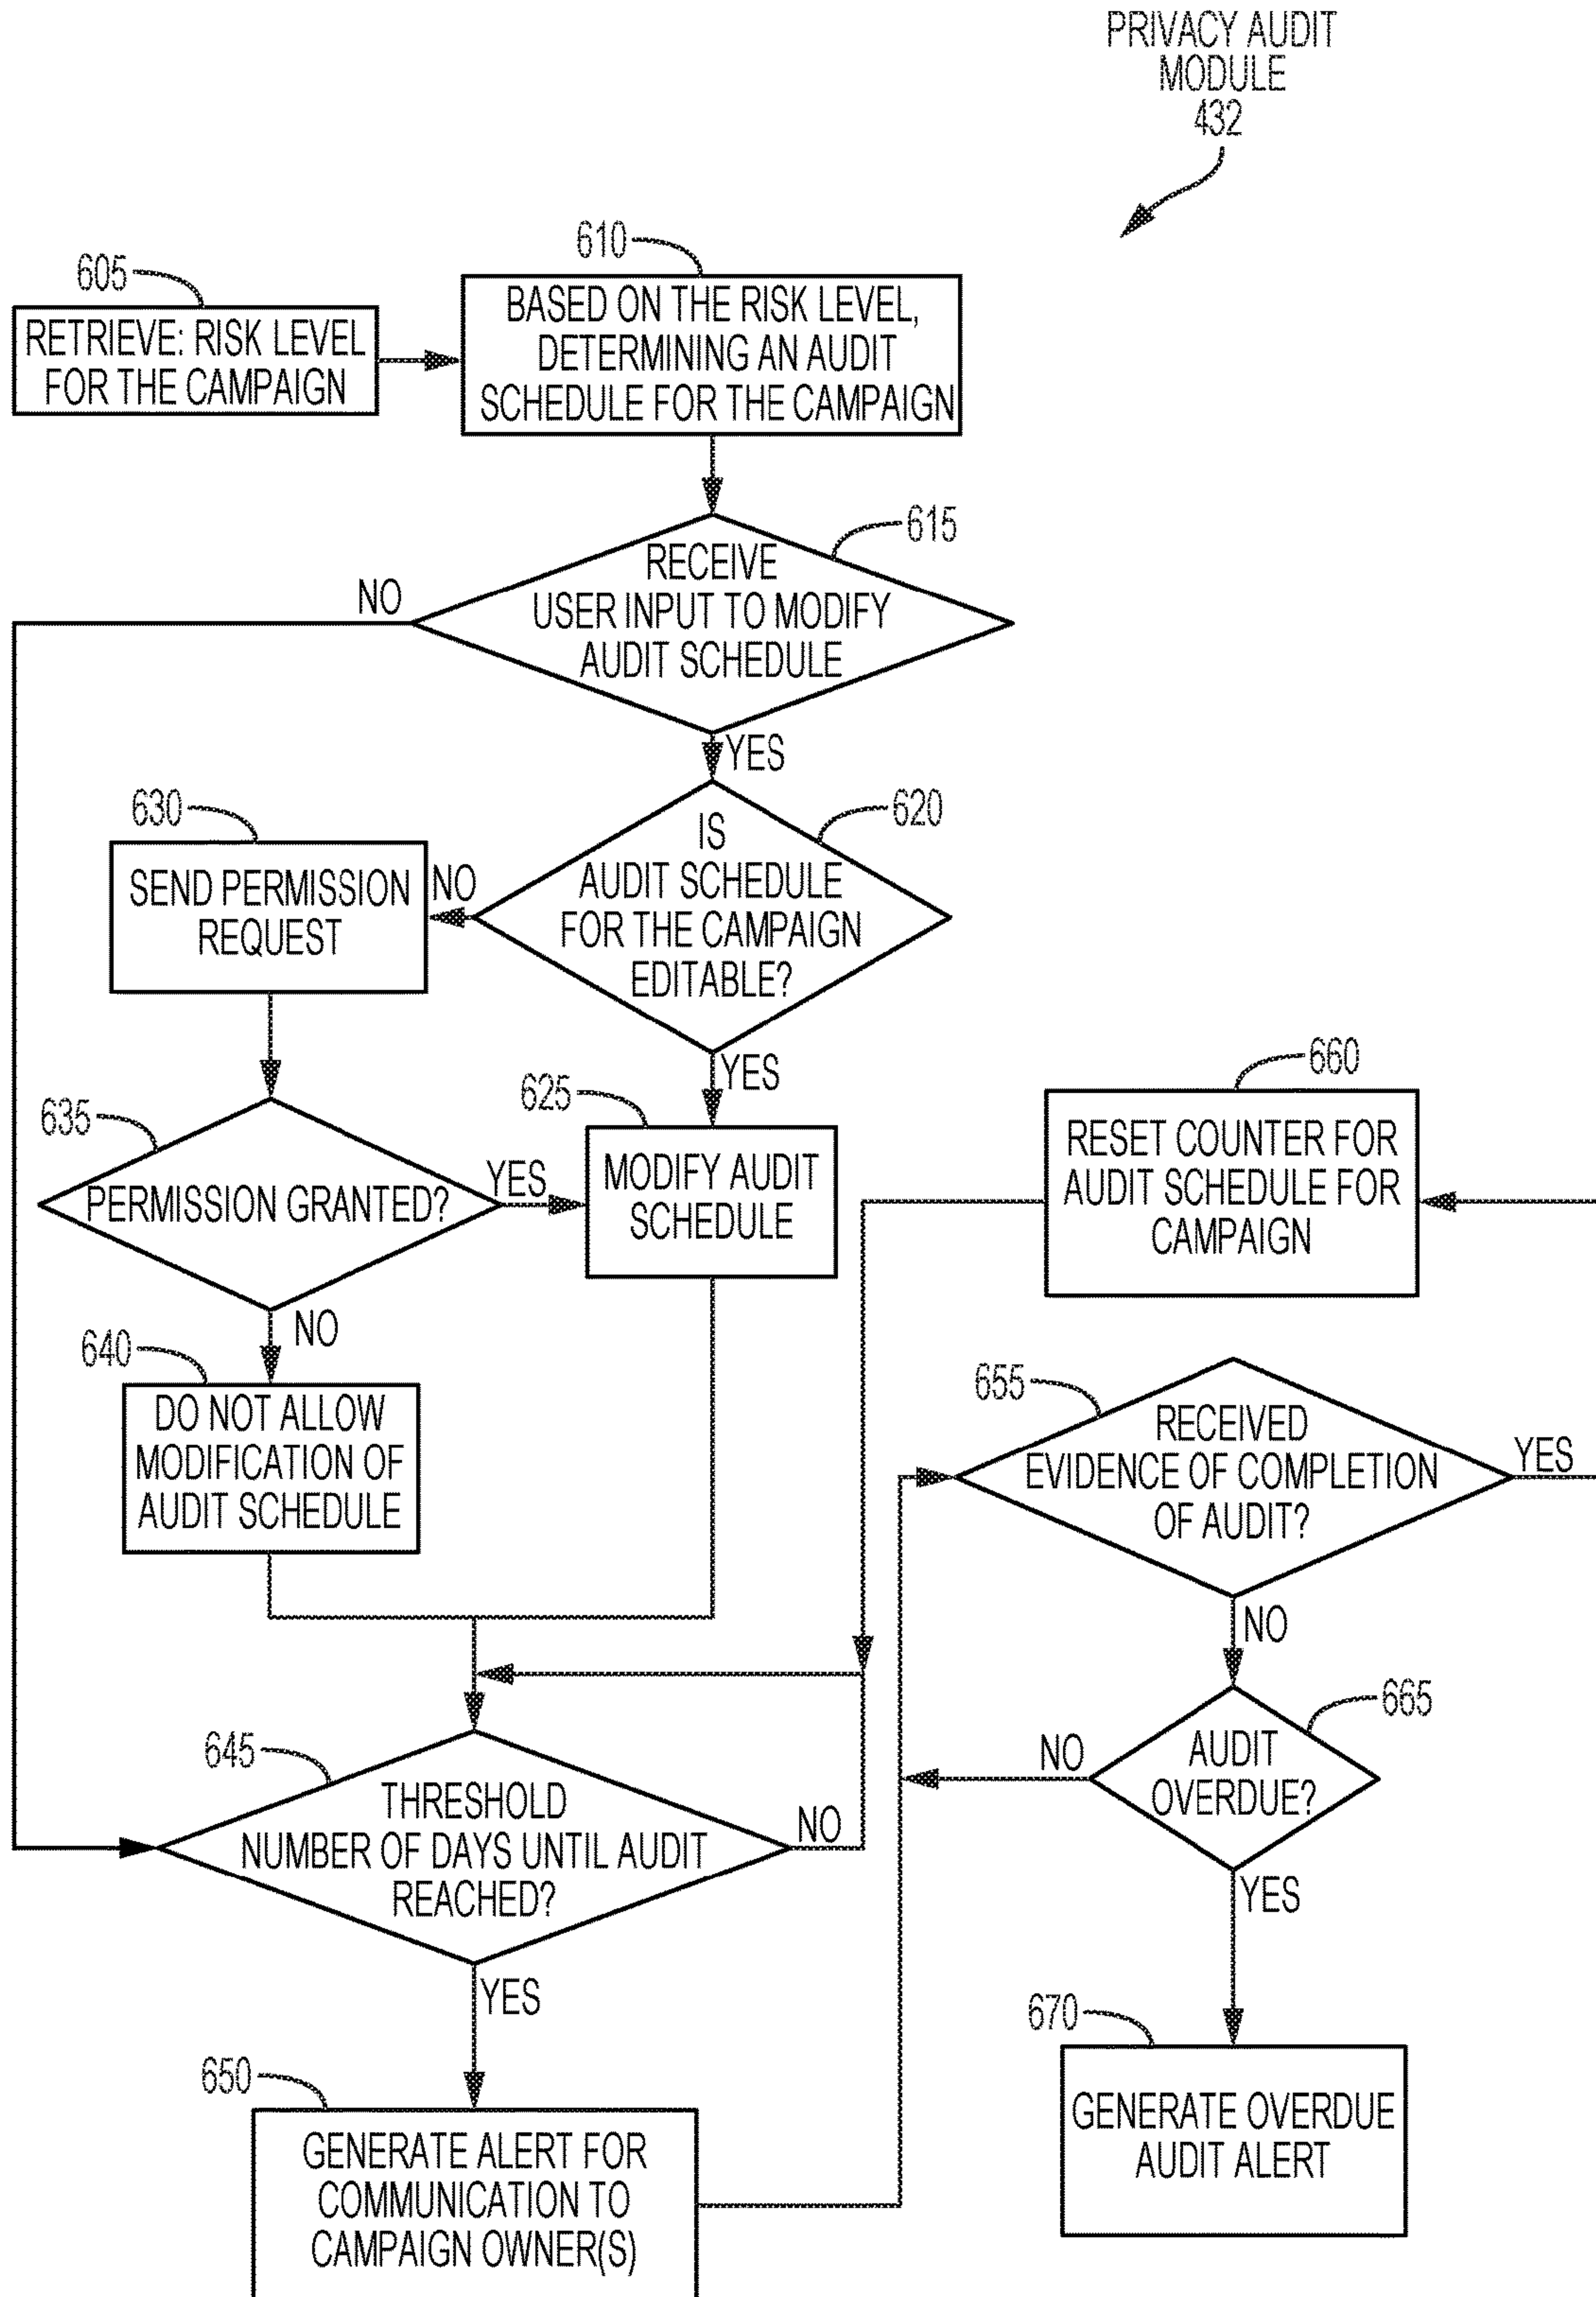 PRIVACY AUDIT
MODULE
432
605
RETRIEVE: RISK LEVEL
FOR THE CAMPAIGN
610
BASED ON THE RISK LEVEL,
DETERMINING AN AUDIT
SCHEDULE FOR THE CAMPAIGN
615
RECEIVE
USER INPUT TO MODIFY
AUDIT SCHEDULE
NO
YES
620
IS
AUDIT SCHEDULE
FOR THE CAMPAIGN
EDITABLE?
NO
YES
630
SEND PERMISSION
REQUEST
635
PERMISSION GRANTED?
YES
NO
625
MODIFY AUDIT
SCHEDULE
640
DO NOT ALLOW
MODIFICATION OF
AUDIT SCHEDULE
645
THRESHOLD
NUMBER OF DAYS UNTIL AUDIT
REACHED?
NO
YES
650
GENERATE ALERT FOR
COMMUNICATION TO
CAMPAIGN OWNER(S)
660
RESET COUNTER FOR
AUDIT SCHEDULE FOR
CAMPAIGN
655
RECEIVED
EVIDENCE OF COMPLETION
OF AUDIT?
YES
NO
665
AUDIT
OVERDUE?
NO
YES
670
GENERATE OVERDUE
AUDIT ALERT